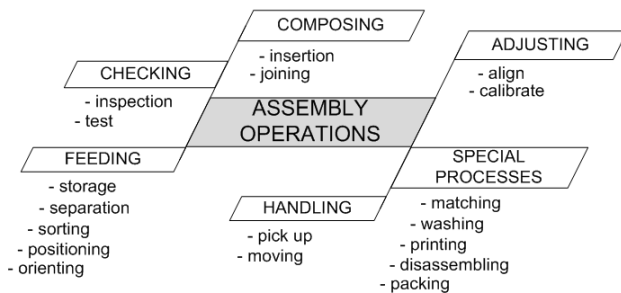 COMPOSING
- insertion
- joining
ADJUSTING
- align
- calibrate
CHECKING
- inspection
- test
ASSEMBLY
OPERATIONS
FEEDING
- storage
- separation
- sorting
- positioning
- orienting
HANDLING
- pick up
- moving
SPECIAL
PROCESSES
- matching
- washing
- printing
- disassembling
- packing